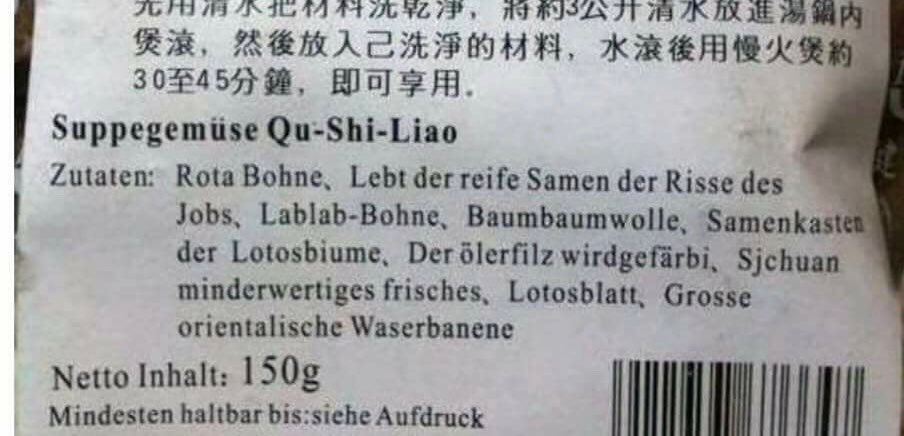 先用清水把材料洗乾淨，將約3公升清水放進湯鍋內
煲滾，然後放入己洗淨的材料，水滾後用慢火煲約
30至45分鐘，即可享用.
Suppegemüse Qu-Shi-Liao
Zutaten: Rota Bohne、Lebt der reife Samen der Risse des
Jobs、Lablab-Bohne、Baumbaumwolle、Samenkasten
der Lotosbiume、Der ölerfilz wirdgefärbi、Sjchuan
minderwertiges frisches、Lotosblatt、Grosse
orientalische Waserbanene
Netto Inhalt: 150g
Mindesten haltbar bis:siehe Aufdruck